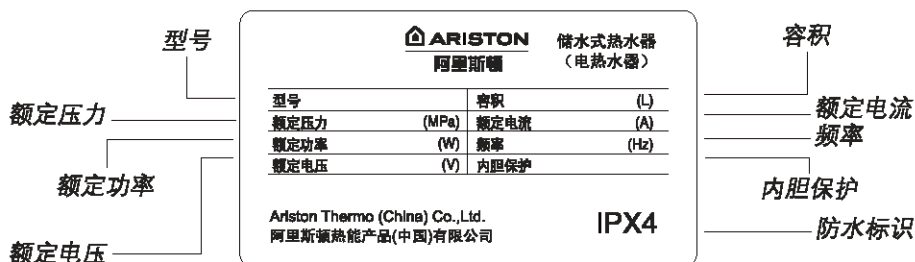 型号
额定压力
额定功率
额定电压
ARISTON
阿里斯顿
储水式热水器
（电热水器）
型号 容积 (L)
额定压力 (MPa) 额定电流 (A)
额定功率 (W) 频率 (Hz)
额定电压 (V) 内胆保护
Ariston Thermo (China) Co.,Ltd.
阿里斯顿热能产品(中国)有限公司
IPX4
容积
额定电流
频率
内胆保护
防水标识